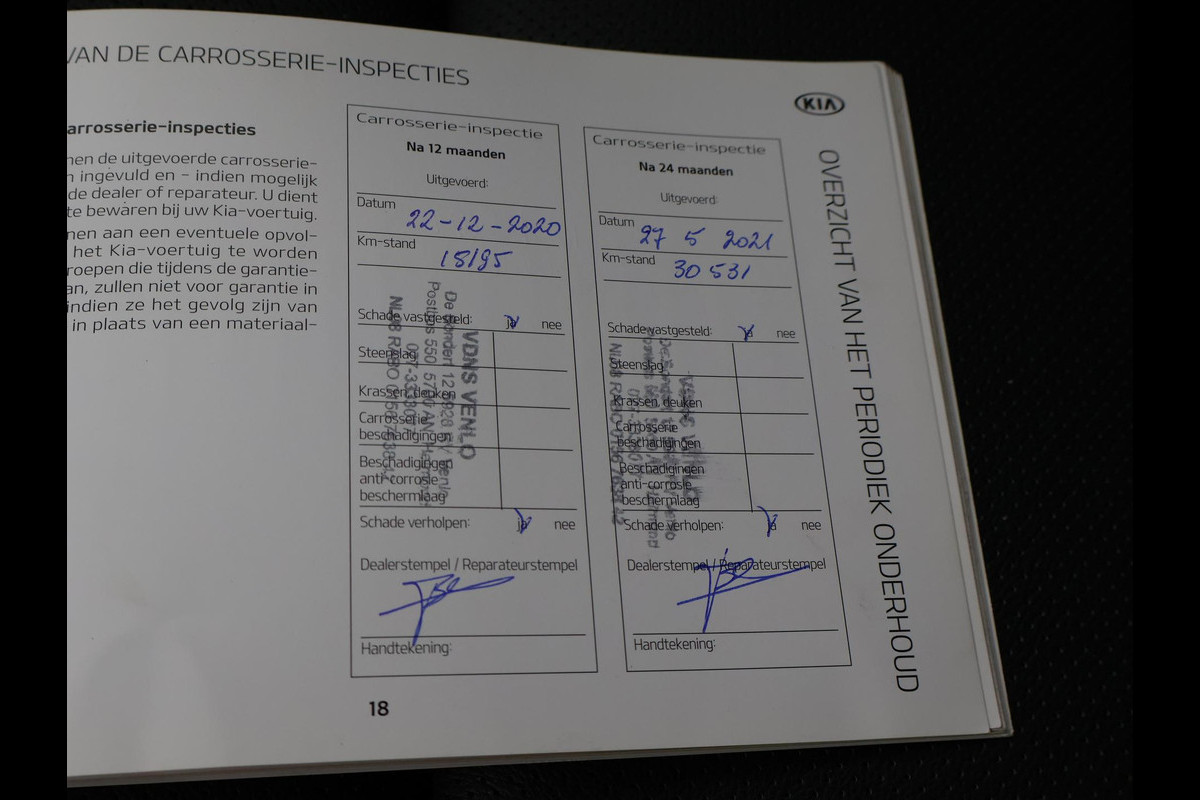 VAN DE CARROSSERIE-INSPECTIES
carrosserie-inspecties
de uitgevoerde carrosserie-
ingevuld en - indien mogelijk
de dealer of reparateur. U dient
te bewaren bij uw Kia-voertuig.
aan een eventuele opvol-
het Kia-voertuig te worden
die tijdens de garantie-
zullen niet voor garantie in
indien ze het gevolg zijn van
in plaats van een materiaal-
Carrosserie-inspectie
Na 12 maanden
Uitgevoerd:
Datum 22-12-2020
Km-stand 18195
Schade vastgesteld: ja nee
Steenslag
Krassen, deuken
Carrosserie
beschadigingen
Beschadigingen
anti-corrosie
beschermlaag
Schade verholpen: ja nee
Dealerstempel / Reparateurstempel
Handtekening:
VDNS VENLO
Carrosserie-inspectie
Na 24 maanden
Uitgevoerd:
Datum 27 5 2021
Km-stand 30531
Schade vastgesteld: ja nee
Steenslag
Krassen, deuken
Carrosserie
beschadigingen
Beschadigingen
anti-corrosie
beschermlaag
Schade verholpen: ja nee
Dealerstempel / Reparateurstempel
Handtekening:
KIA
OVERZICHT VAN HET PERIODIEK ONDERHOUD
18